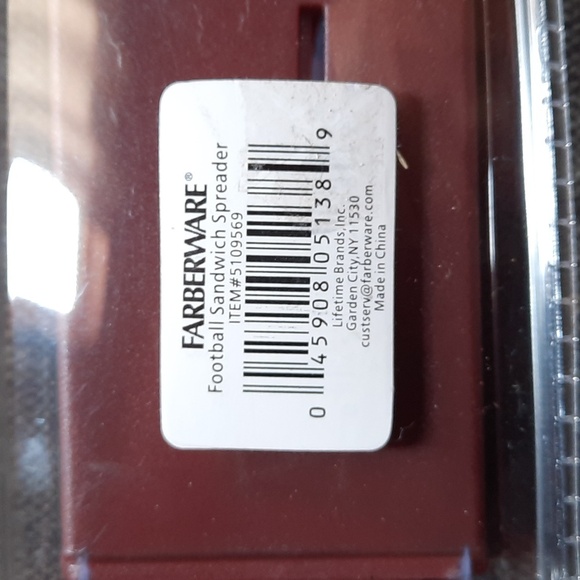 FARBERWARE®
Football Sandwich Spreader
ITEM#5109569
0 45908 05138 9
Lifetime Brands,Inc.
Garden City,NY 11530
custserv@farberware.com
Made in China